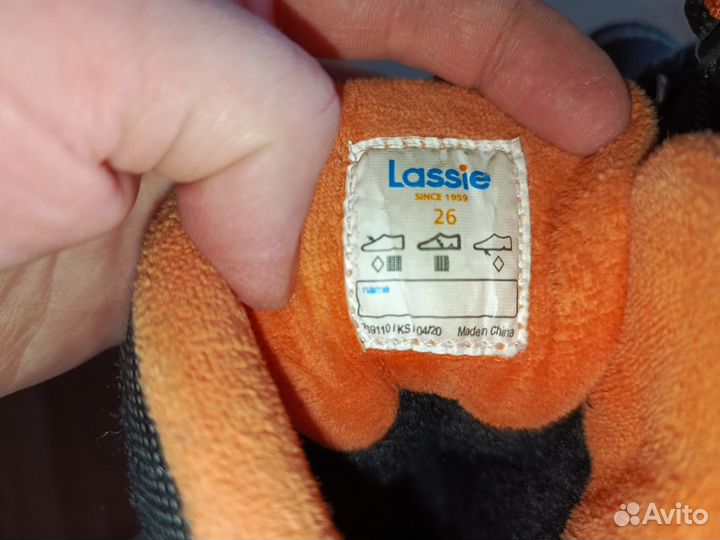 Lassie
SINCE 1959
26
name
KS 04/20 Made in China
Avito